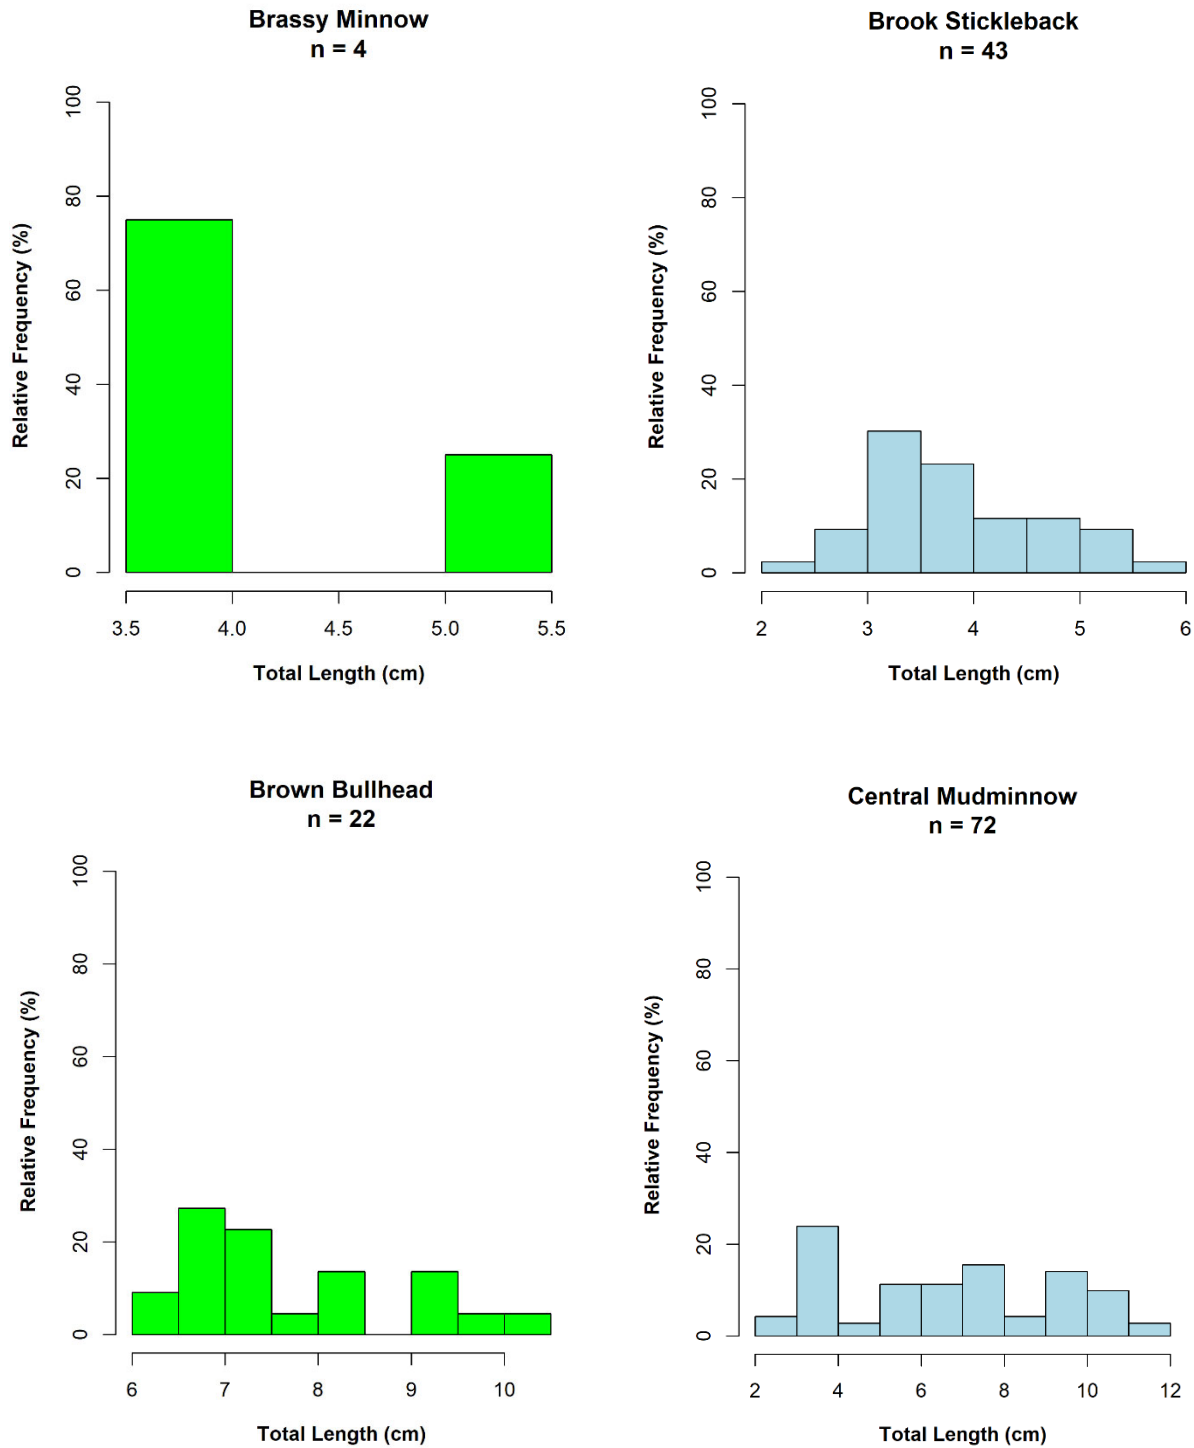 Brassy Minnow
n = 4
Relative Frequency (%)
100
80
60
40
20
0
3.5 4.0 4.5 5.0 5.5
Total Length (cm)
Brook Stickleback
n = 43
Relative Frequency (%)
100
80
60
40
20
0
2 3 4 5 6
Total Length (cm)
Brown Bullhead
n = 22
Relative Frequency (%)
100
80
60
40
20
0
6 7 8 9 10
Total Length (cm)
Central Mudminnow
n = 72
Relative Frequency (%)
100
80
60
40
20
0
2 4 6 8 10 12
Total Length (cm)